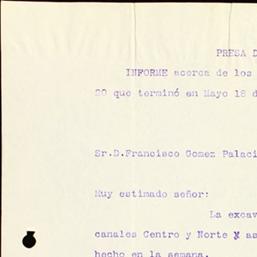 PRESA D
INFORME acerca de los
20 que terminó en Mayo 18 d
Sr.D.Francisco Gomez Palaci
Muy estimado señor:
La excav
canales Centro y Norte y as
hecho en la semana.